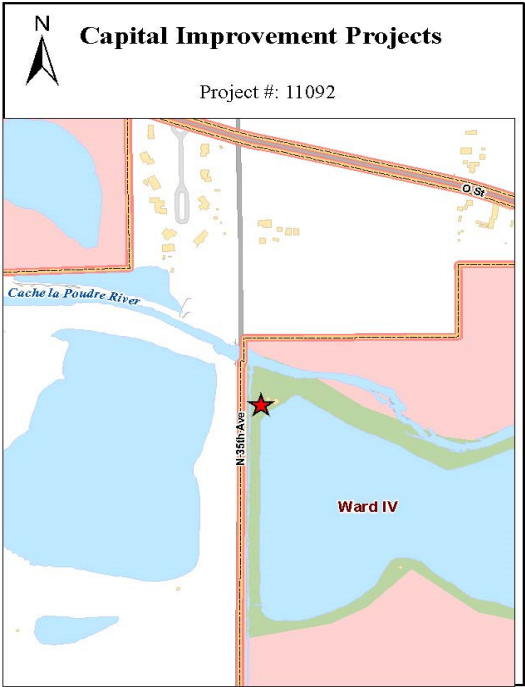 N
Capital Improvement Projects
Project #: 11092
O St
Cache la Poudre River
N 35th Ave
Ward IV